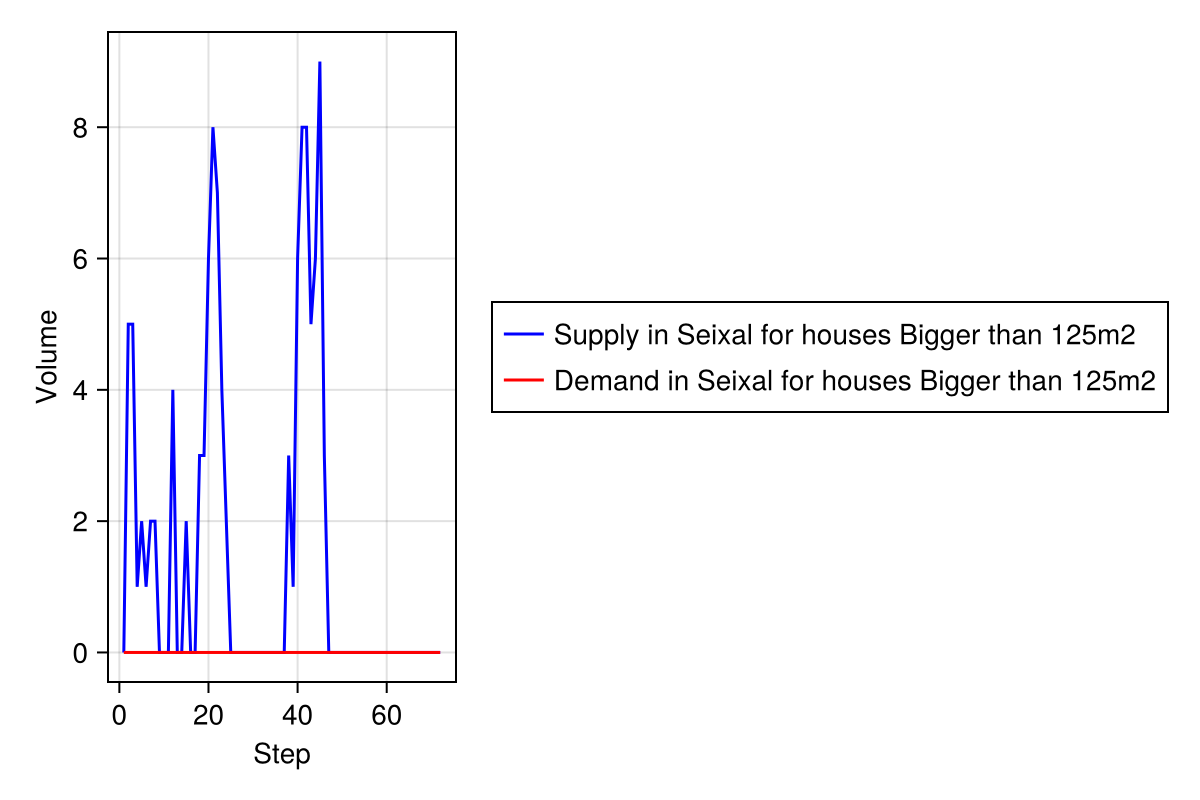 8
6
4
2
0
Volume
0 20 40 60
Step
Supply in Seixal for houses Bigger than 125m2
Demand in Seixal for houses Bigger than 125m2